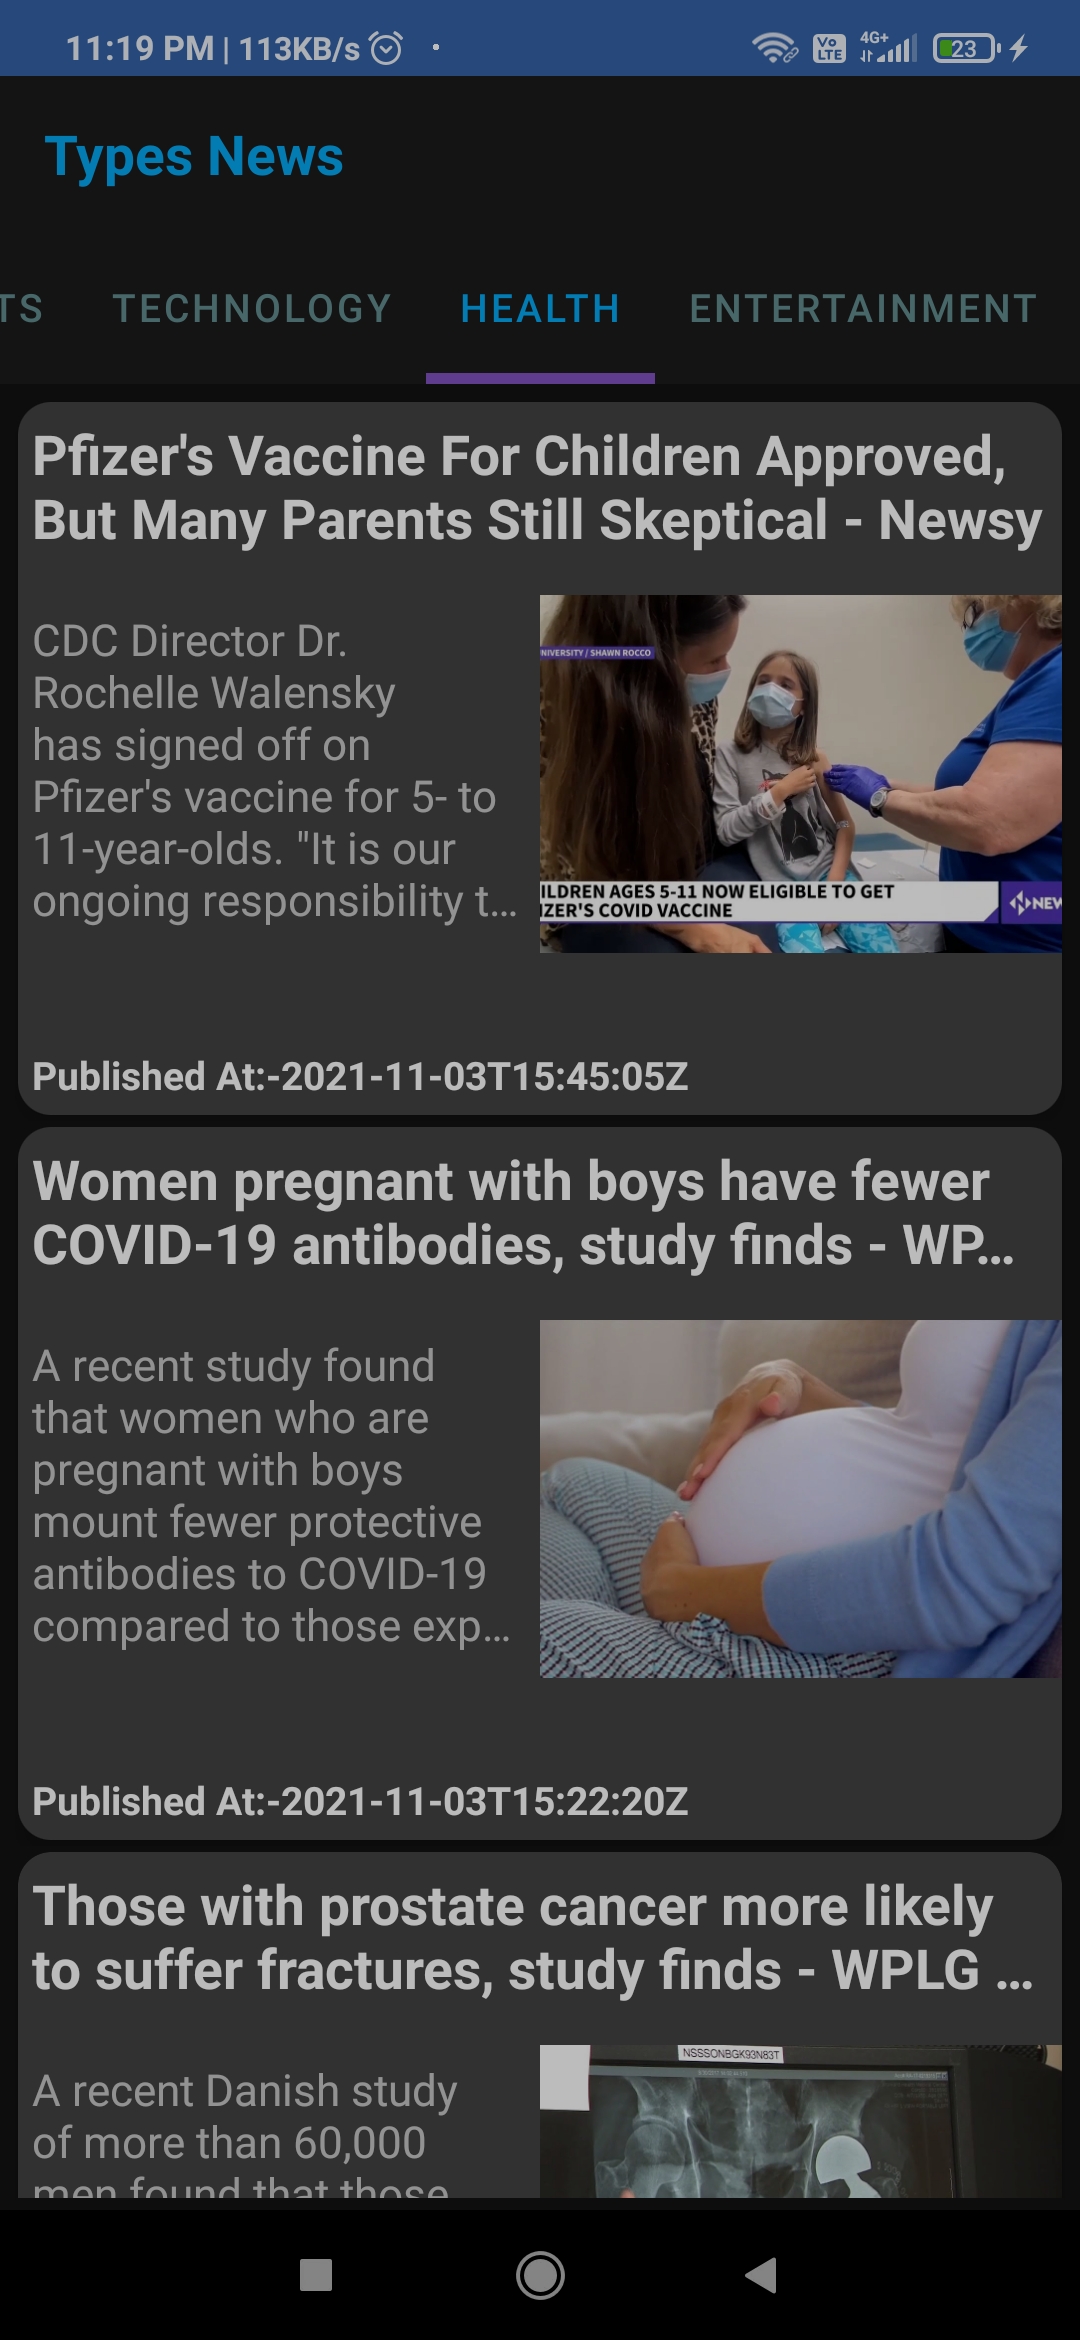 11:19 PM | 113KB/s
Vo LTE 4G+ 23
Types News
TS TECHNOLOGY HEALTH ENTERTAINMENT
Pfizer's Vaccine For Children Approved,
But Many Parents Still Skeptical - Newsy
CDC Director Dr.
Rochelle Walensky
has signed off on
Pfizer's vaccine for 5- to
11-year-olds. "It is our
ongoing responsibility t...
NIVERSITY / SHAWN ROCCO
ILDREN AGES 5-11 NOW ELIGIBLE TO GET
IZER'S COVID VACCINE
NEW
Published At:-2021-11-03T15:45:05Z
Women pregnant with boys have fewer
COVID-19 antibodies, study finds - WP...
A recent study found
that women who are
pregnant with boys
mount fewer protective
antibodies to COVID-19
compared to those exp...
Published At:-2021-11-03T15:22:20Z
Those with prostate cancer more likely
to suffer fractures, study finds - WPLG ...
A recent Danish study
of more than 60,000
men found that those
NSSSONBGK93N83T